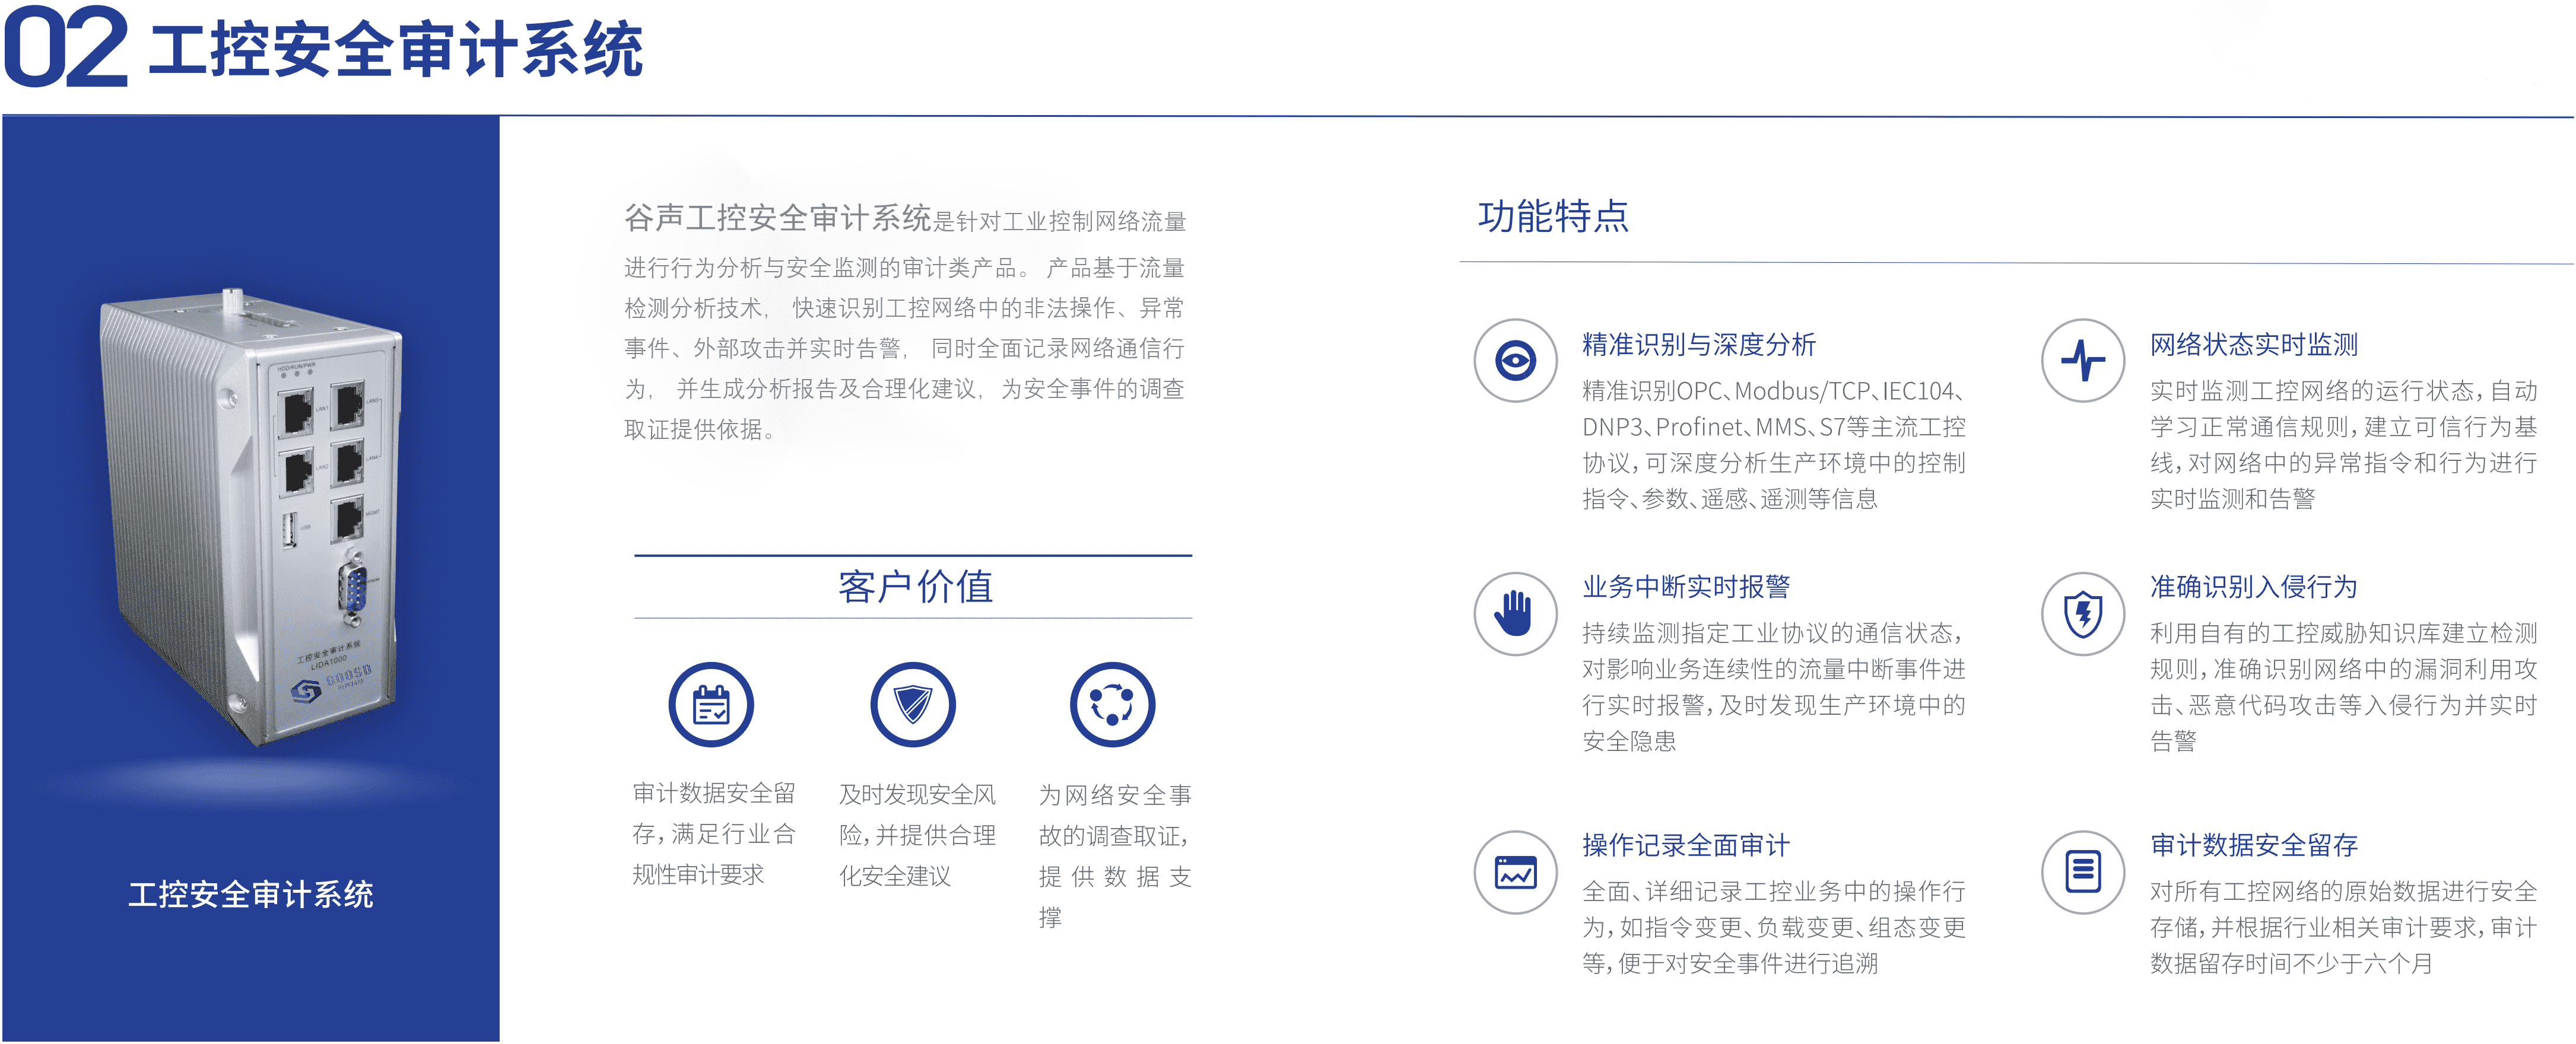 02 工控安全审计系统
HDD/RUN/PWR
LAN1
LAN3
LAN2
LAN4
USB
MGMT
工控安全审计系统
LIDA1000
工控安全审计系统
谷声工控安全审计系统是针对工业控制网络流量
进行行为分析与安全监测的审计类产品。 产品基于流量
检测分析技术， 快速识别工控网络中的非法操作、异常
事件、外部攻击并实时告警， 同时全面记录网络通信行
为， 并生成分析报告及合理化建议，为安全事件的调查
取证提供依据。
客户价值
审计数据安全留
存，满足行业合
规性审计要求
及时发现安全风
险，并提供合理
化安全建议
为网络安全事
故的调查取证，
提供数据支
撑
功能特点
精准识别与深度分析
精准识别OPC、Modbus/TCP、IEC104、
DNP3、Profinet、MMS、S7等主流工控
协议，可深度分析生产环境中的控制
指令、参数、遥感、遥测等信息
网络状态实时监测
实时监测工控网络的运行状态，自动
学习正常通信规则，建立可信行为基
线，对网络中的异常指令和行为进行
实时监测和告警
业务中断实时报警
持续监测指定工业协议的通信状态，
对影响业务连续性的流量中断事件进
行实时报警，及时发现生产环境中的
安全隐患
准确识别入侵行为
利用自有的工控威胁知识库建立检测
规则，准确识别网络中的漏洞利用攻
击、恶意代码攻击等入侵行为并实时
告警
操作记录全面审计
全面、详细记录工控业务中的操作行
为，如指令变更、负载变更、组态变更
等，便于对安全事件进行追溯
审计数据安全留存
对所有工控网络的原始数据进行安全
存储，并根据行业相关审计要求，审计
数据留存时间不少于六个月